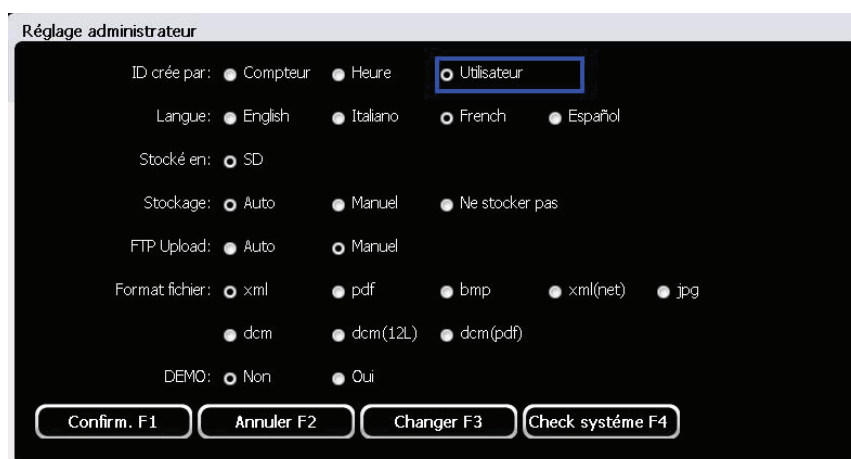 Réglage administrateur
ID crée par: Compteur Heure Utilisateur
Langue: English Italiano French Español
Stocké en: SD
Stockage: Auto Manuel Ne stocker pas
FTP Upload: Auto Manuel
Format fichier: xml pdf bmp xml(net) jpg
dcm dcm(12L) dcm(pdf)
DEMO: Non Oui
Confirm. F1 Annuler F2 Changer F3 Check systéme F4